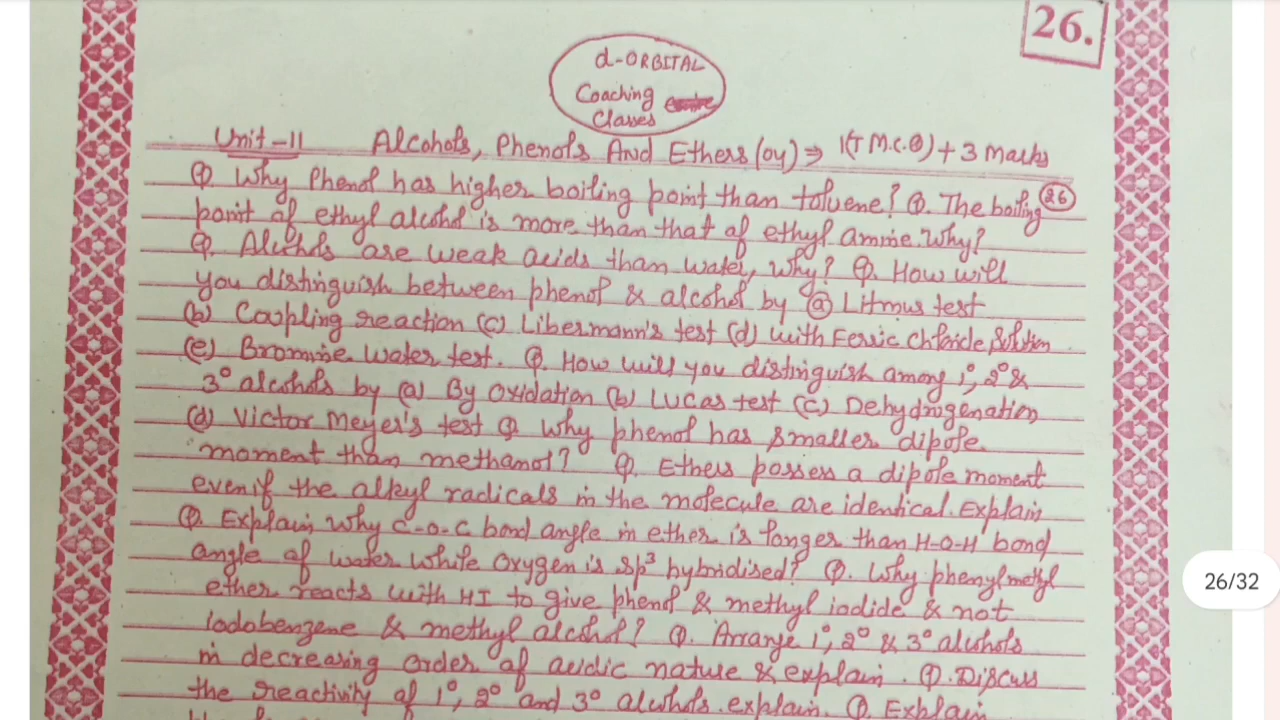 26.
d-ORBITAL
Coaching
Classes
Unit-11 Alcohols, Phenols And Ethers (04) ⇒ 1(1 M.C.Q) + 3 marks
Q. Why Phenol has higher boiling point than toluene? Q. The boiling (26)
point of ethyl alcohol is more than that of ethyl amine. Why?
Q. Alcohols are weak acids than water, why? Q. How will
you distinguish between phenol & alcohol by (a) Litmus test
(b) Coupling reaction (c) Libermann's test (d) with Ferric chloride solution
(e) Bromine water test. Q. How will you distinguish among 1°, 2° &
3° alcohols by (a) By Oxidation (b) Lucas test (c) Dehydrogenation
(d) Victor Meyer's test Q Why phenol has smaller dipole
moment than methanol? Q. Ethers possess a dipole moment
even if the alkyl radicals in the molecule are identical. Explain
Q. Explain why C-O-C bond angle in ether is longer than H-O-H bond
angle of water while oxygen is sp³ hybridised? Q. Why phenylmethyl
ether reacts with HI to give phenol & methyl iodide & not
Iodobenzene & methyl alcohol? Q. Arrange 1°, 2° & 3° alcohols
in decreasing order of acidic nature & explain. Q. Discuss
the reactivity of 1°, 2° and 3° alcohols. explain. Q. Explain
26/32